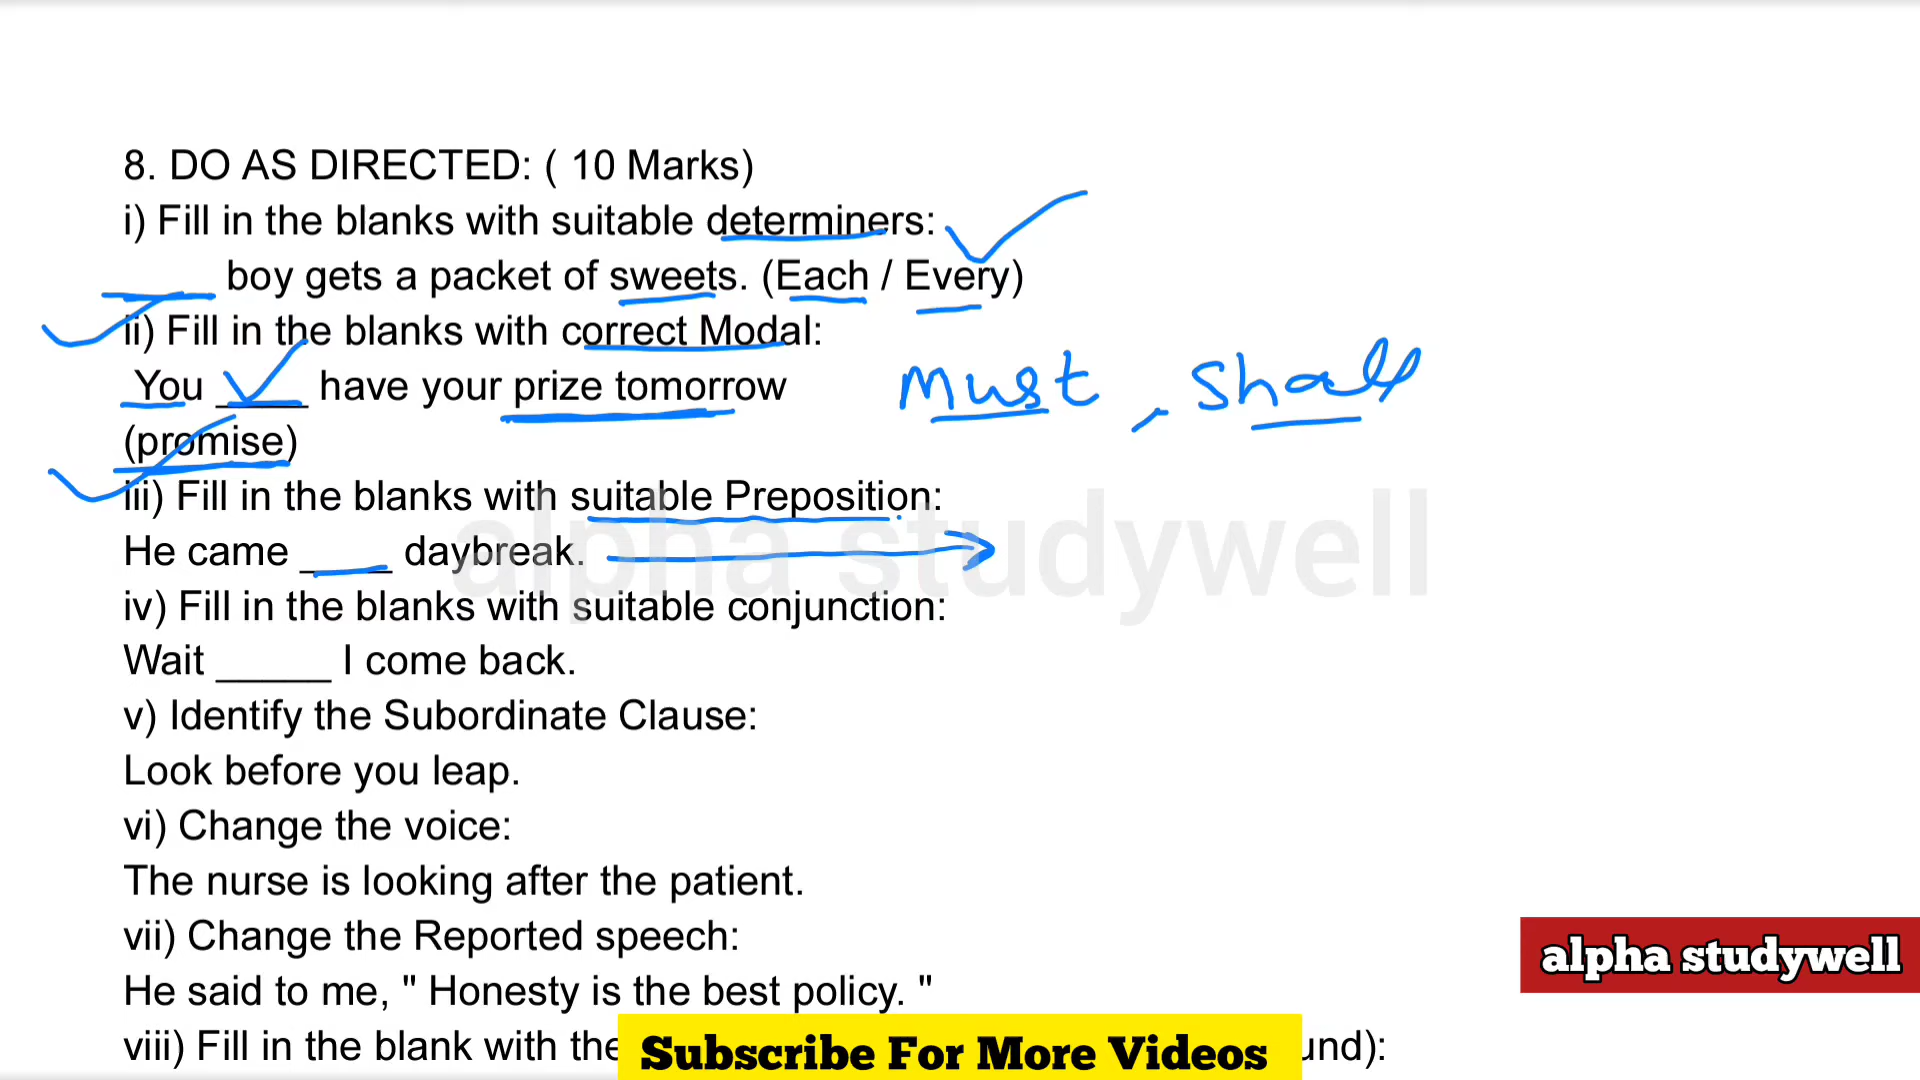 8. DO AS DIRECTED: ( 10 Marks)
i) Fill in the blanks with suitable determiners:
_____ boy gets a packet of sweets. (Each / Every)
ii) Fill in the blanks with correct Modal:
You ____ have your prize tomorrow
Must, Shall
(promise)
iii) Fill in the blanks with suitable Preposition:
He came ____ daybreak.
alpha studywell
iv) Fill in the blanks with suitable conjunction:
Wait _____ I come back.
v) Identify the Subordinate Clause:
Look before you leap.
vi) Change the voice:
The nurse is looking after the patient.
vii) Change the Reported speech:
alpha studywell
He said to me, " Honesty is the best policy. "
viii) Fill in the blank with the
Subscribe For More Videos